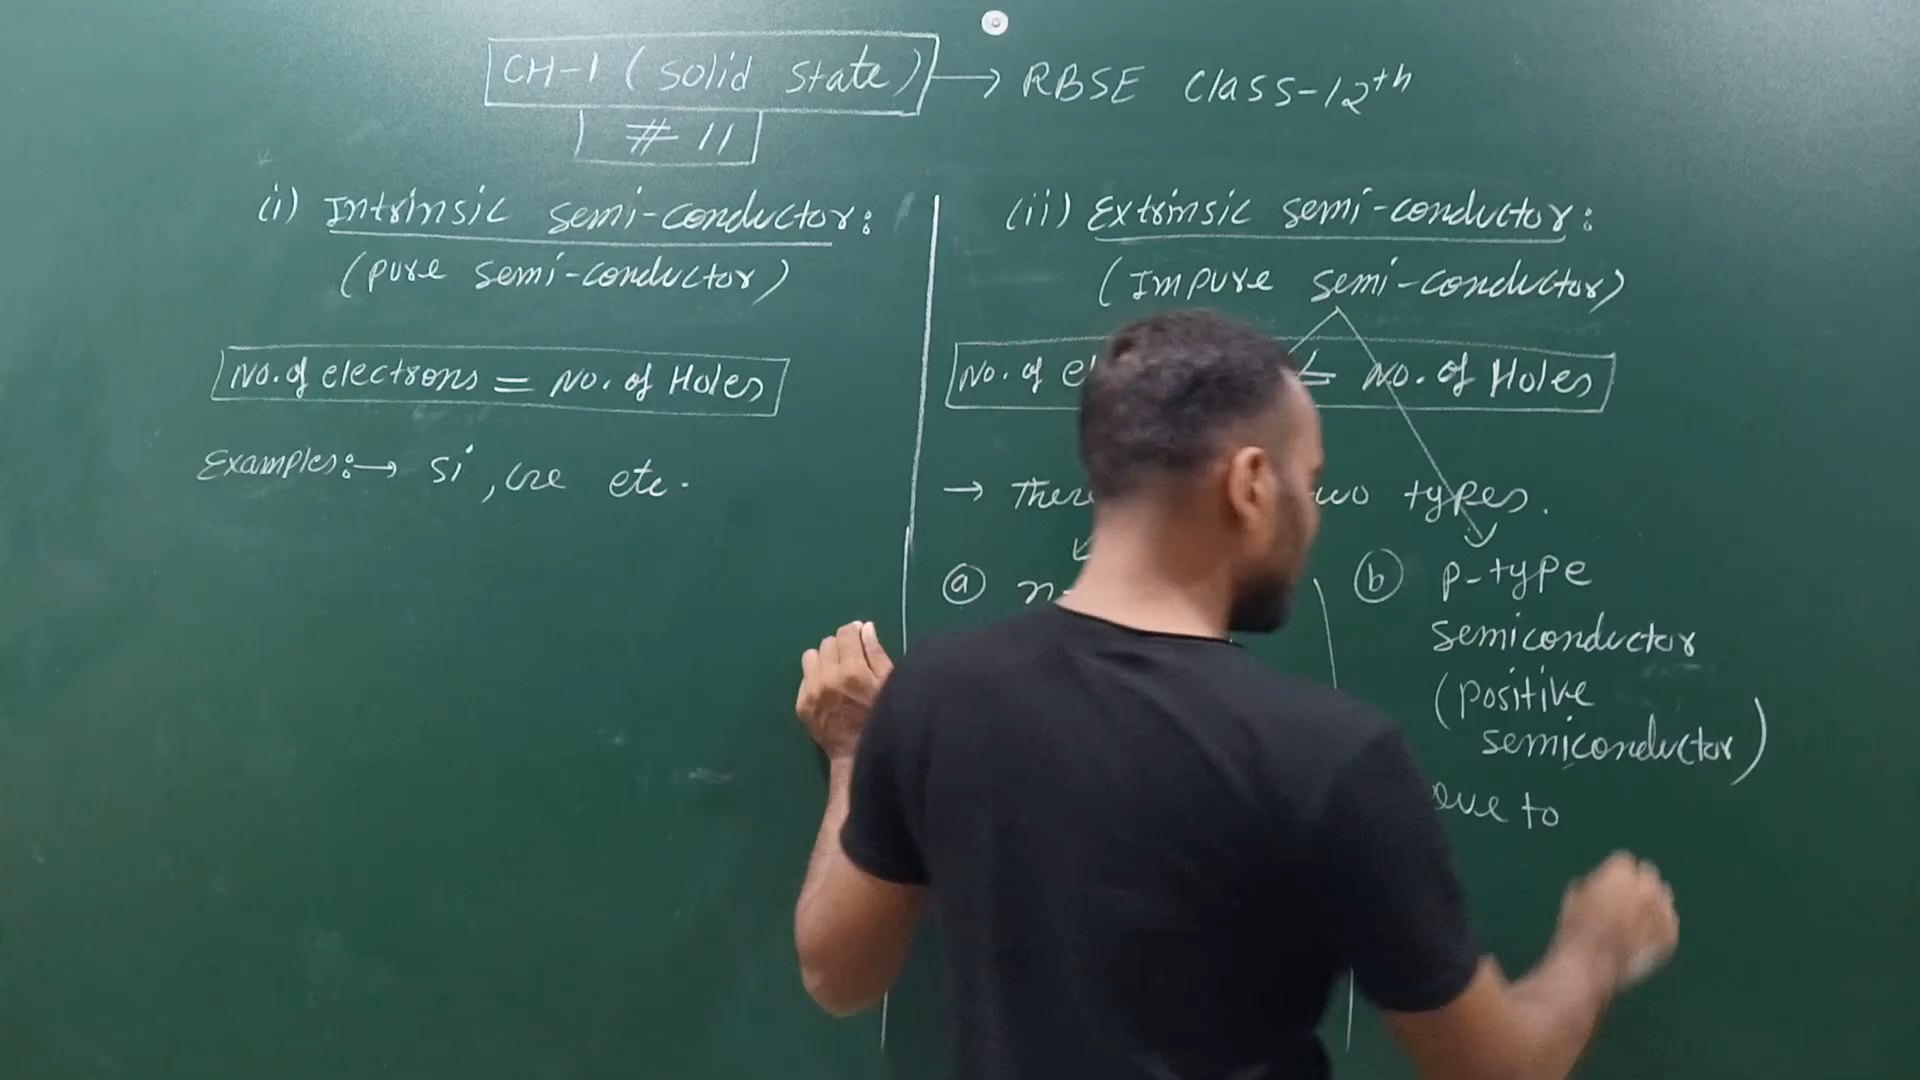 CH-1 (Solid State) → RBSE Class-12th
# 11
(i) Intrinsic semi-conductor:
(pure semi-conductor)
No. of electrons = No. of Holes
Examples:→ Si, Ge etc.
(ii) Extrinsic semi-conductor:
(Impure semi-conductor)
No. of No. of Holes
→ types.
(a)
(b) p-type
semiconductor
(positive
semiconductor)
Due to